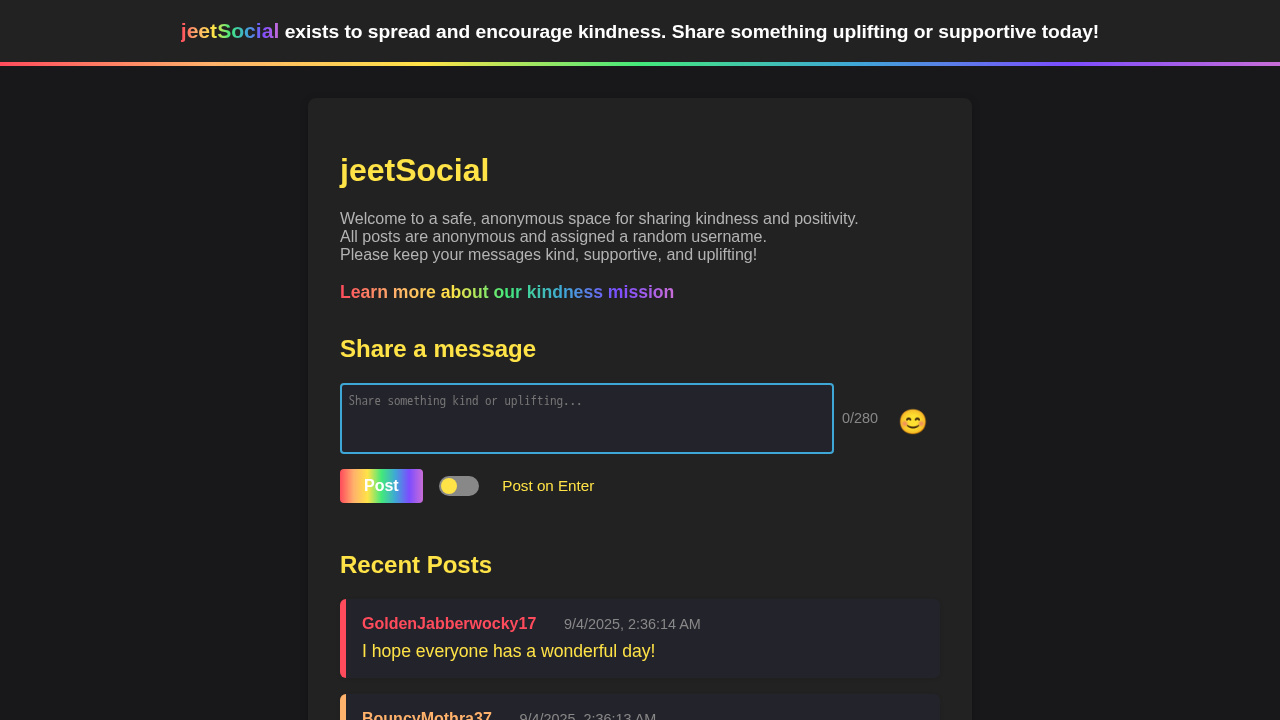 jeetSocial exists to spread and encourage kindness. Share something uplifting or supportive today!
jeetSocial
Welcome to a safe, anonymous space for sharing kindness and positivity.
All posts are anonymous and assigned a random username.
Please keep your messages kind, supportive, and uplifting!
Learn more about our kindness mission
Share a message
Share something kind or uplifting...
0/280
Post
Post on Enter
Recent Posts
GoldenJabberwocky17 9/4/2025, 2:36:14 AM
I hope everyone has a wonderful day!
BouncyMothra37 9/4/2025, 2:36:13 AM